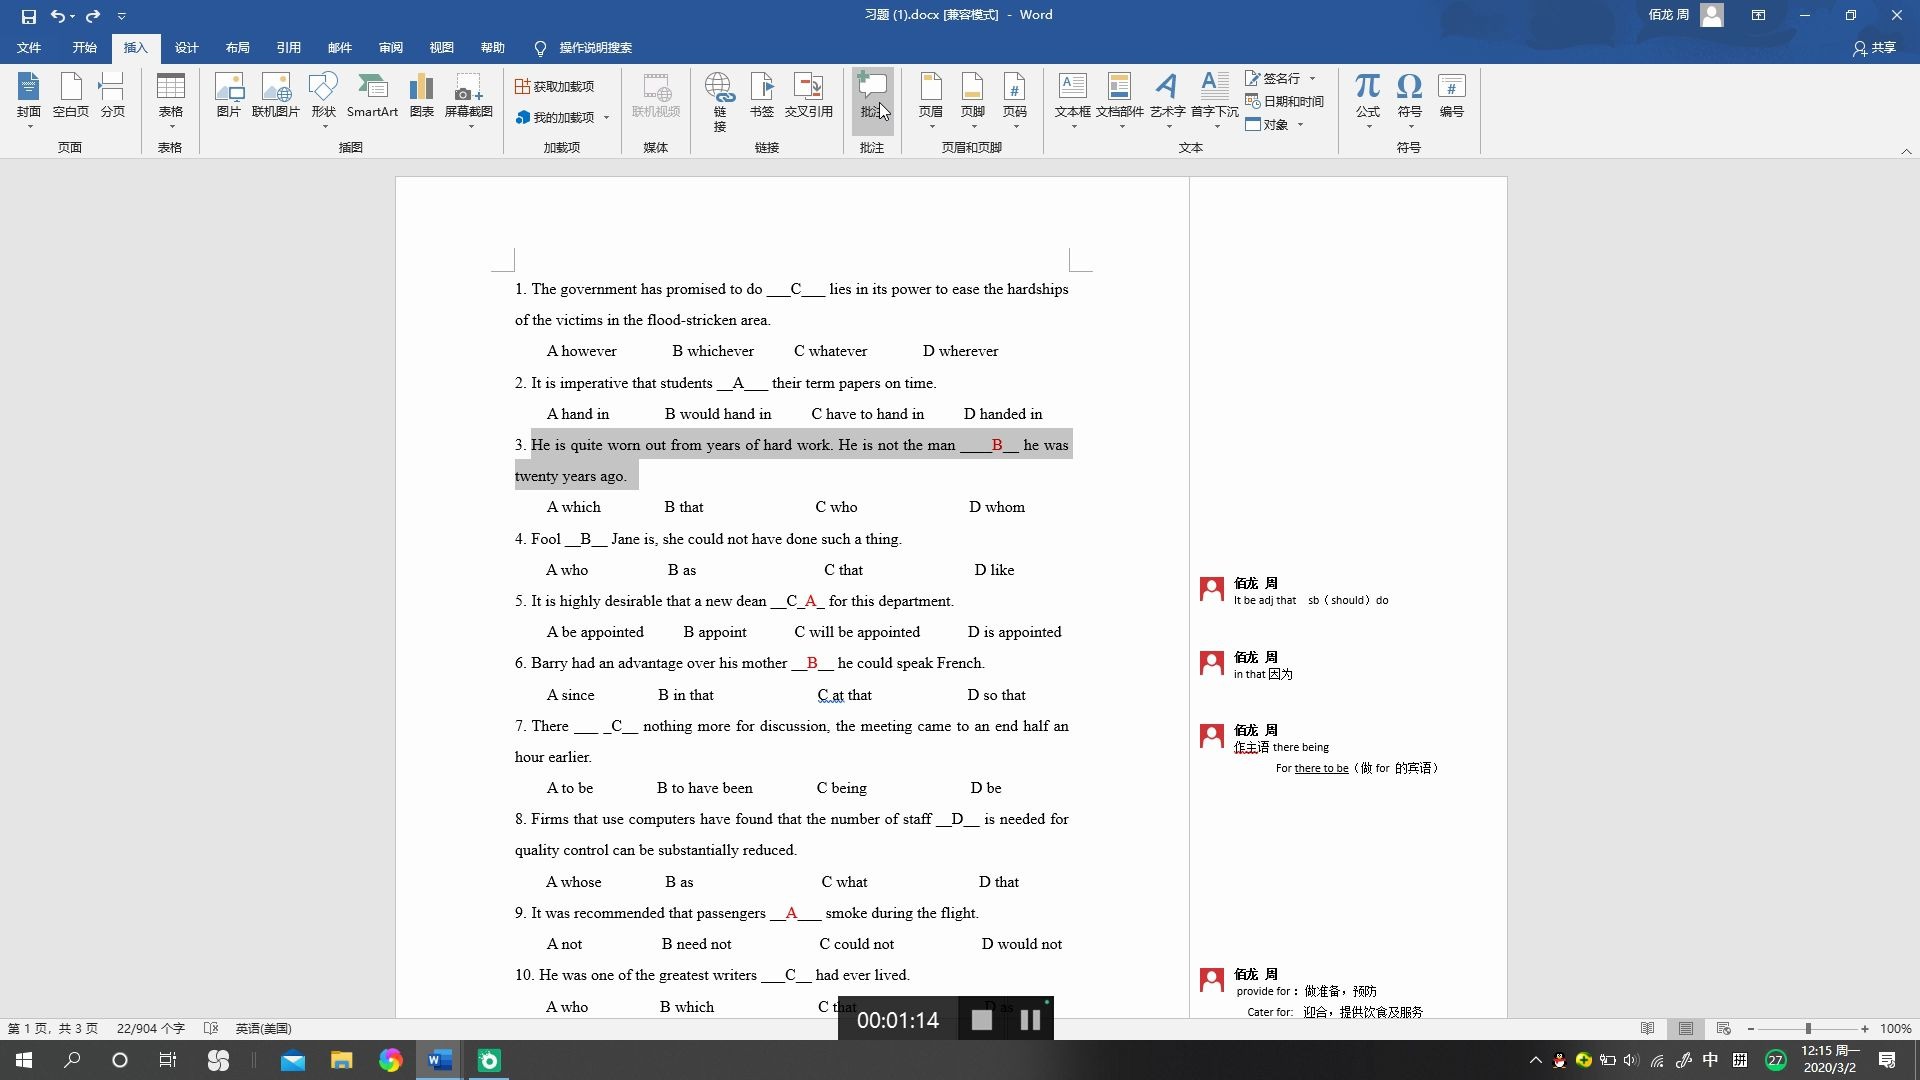 习题 (1).docx [兼容模式] - Word
佰龙 周
文件 开始 插入 设计 布局 引用 邮件 审阅 视图 帮助 操作说明搜索
共享
封面 空白页 分页
页面
表格
表格
图片 联机图片 形状 SmartArt 图表 屏幕截图
插图
获取加载项
我的加载项
加载项
联机视频
媒体
链接 书签 交叉引用
链接
批注
批注
页眉 页脚 页码
页眉和页脚
文本框 文档部件 艺术字 首字下沉
签名行
日期和时间
对象
文本
公式 符号 编号
符号
1. The government has promised to do ___C___ lies in its power to ease the hardships
of the victims in the flood-stricken area.
A however B whichever C whatever D wherever
2. It is imperative that students __A___ their term papers on time.
A hand in B would hand in C have to hand in D handed in
3. He is quite worn out from years of hard work. He is not the man ____B__ he was
twenty years ago.
A which B that C who D whom
4. Fool __B__ Jane is, she could not have done such a thing.
A who B as C that D like
5. It is highly desirable that a new dean __C_A_ for this department.
A be appointed B appoint C will be appointed D is appointed
6. Barry had an advantage over his mother __B__ he could speak French.
A since B in that C at that D so that
7. There ___ _C__ nothing more for discussion, the meeting came to an end half an
hour earlier.
A to be B to have been C being D be
8. Firms that use computers have found that the number of staff __D__ is needed for
quality control can be substantially reduced.
A whose B as C what D that
9. It was recommended that passengers __A___ smoke during the flight.
A not B need not C could not D would not
10. He was one of the greatest writers ___C__ had ever lived.
A who B which C that D as
佰龙 周
It be adj that sb（should）do
佰龙 周
in that 因为
佰龙 周
作主语 there being
For there to be（做 for 的宾语）
佰龙 周
provide for：做准备，预防
Cater for: 迎合，提供饮食及服务
00:01:14
第 1 页，共 3 页 22/904 个字 英语(美国)
100%
中 拼 27
12:15 周一
2020/3/2